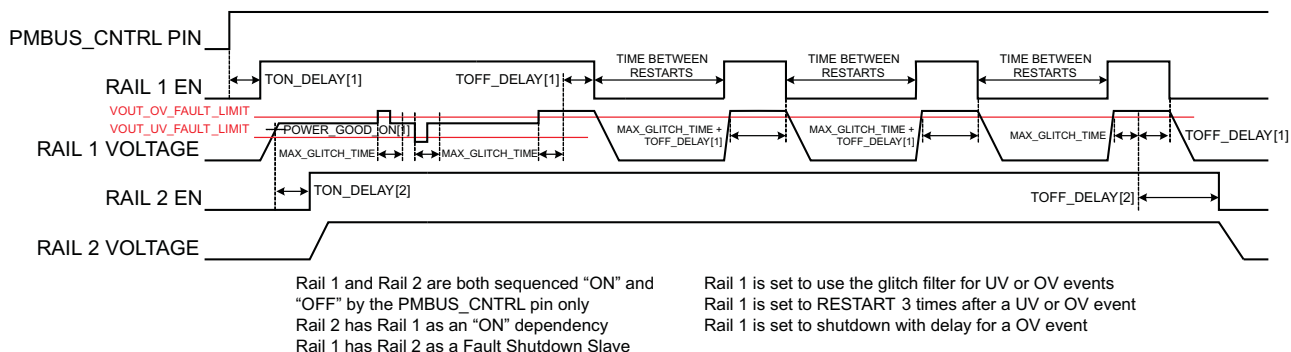 PMBUS_CNTRL PIN
RAIL 1 EN
TON_DELAY[1]
TOFF_DELAY[1]
TIME BETWEEN
RESTARTS
TIME BETWEEN
RESTARTS
TIME BETWEEN
RESTARTS
VOUT_OV_FAULT_LIMIT
VOUT_UV_FAULT_LIMIT
POWER_GOOD_ON[1]
RAIL 1 VOLTAGE
MAX_GLITCH_TIME
MAX_GLITCH_TIME
MAX_GLITCH_TIME +
TOFF_DELAY[1]
MAX_GLITCH_TIME +
TOFF_DELAY[1]
MAX_GLITCH_TIME
TOFF_DELAY[1]
RAIL 2 EN
TON_DELAY[2]
TOFF_DELAY[2]
RAIL 2 VOLTAGE
Rail 1 and Rail 2 are both sequenced “ON” and
“OFF” by the PMBUS_CNTRL pin only
Rail 2 has Rail 1 as an “ON” dependency
Rail 1 has Rail 2 as a Fault Shutdown Slave
Rail 1 is set to use the glitch filter for UV or OV events
Rail 1 is set to RESTART 3 times after a UV or OV event
Rail 1 is set to shutdown with delay for a OV event